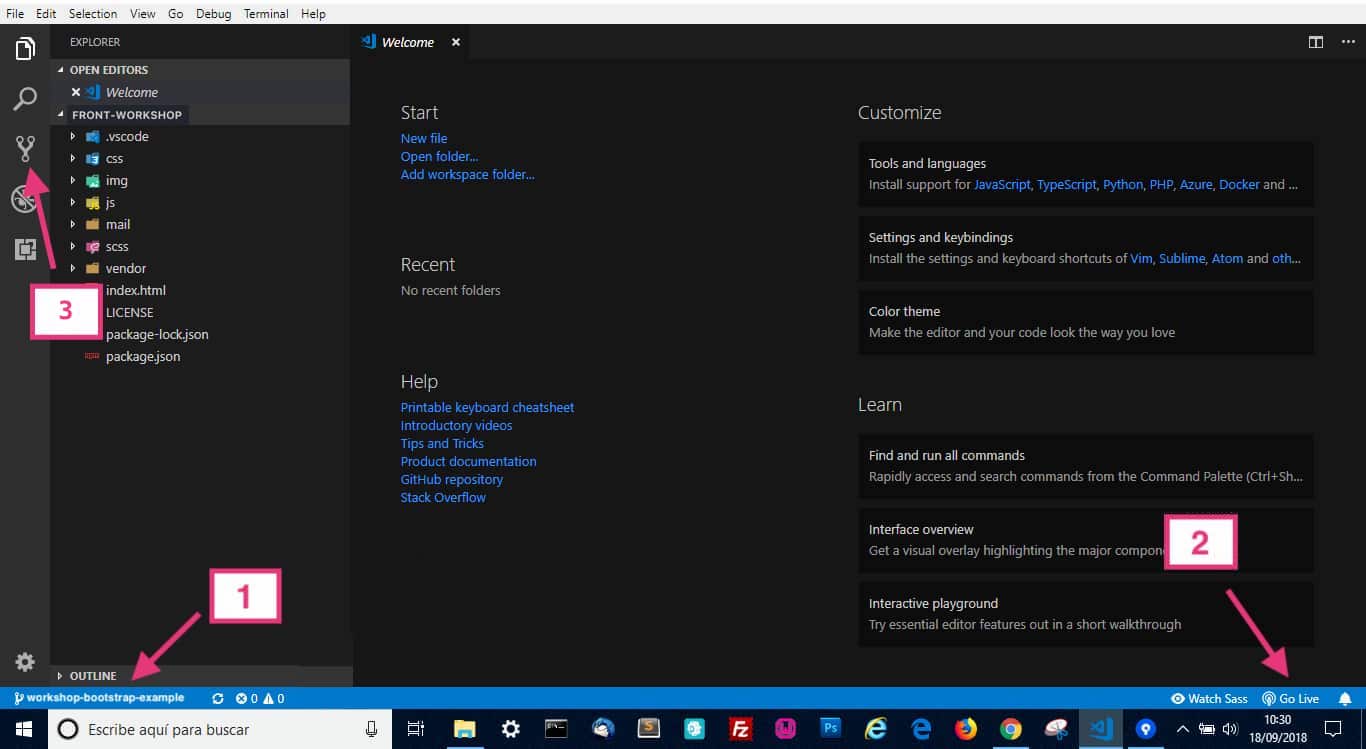 File Edit Selection View Go Debug Terminal Help
EXPLORER
OPEN EDITORS
Welcome
FRONT-WORKSHOP
.vscode
css
img
js
mail
scss
vendor
index.html
LICENSE
package-lock.json
package.json
OUTLINE
3
1
Welcome
Start
New file
Open folder...
Add workspace folder...
Recent
No recent folders
Help
Printable keyboard cheatsheet
Introductory videos
Tips and Tricks
Product documentation
GitHub repository
Stack Overflow
Customize
Tools and languages
Install support for JavaScript, TypeScript, Python, PHP, Azure, Docker and ...
Settings and keybindings
Install the settings and keyboard shortcuts of Vim, Sublime, Atom and oth...
Color theme
Make the editor and your code look the way you love
Learn
Find and run all commands
Rapidly access and search commands from the Command Palette (Ctrl+Sh...
Interface overview
Get a visual overlay highlighting the major compon
2
Interactive playground
Try essential editor features out in a short walkthrough
workshop-bootstrap-example 0 0 Watch Sass Go Live
Escribe aquí para buscar
10:30
18/09/2018